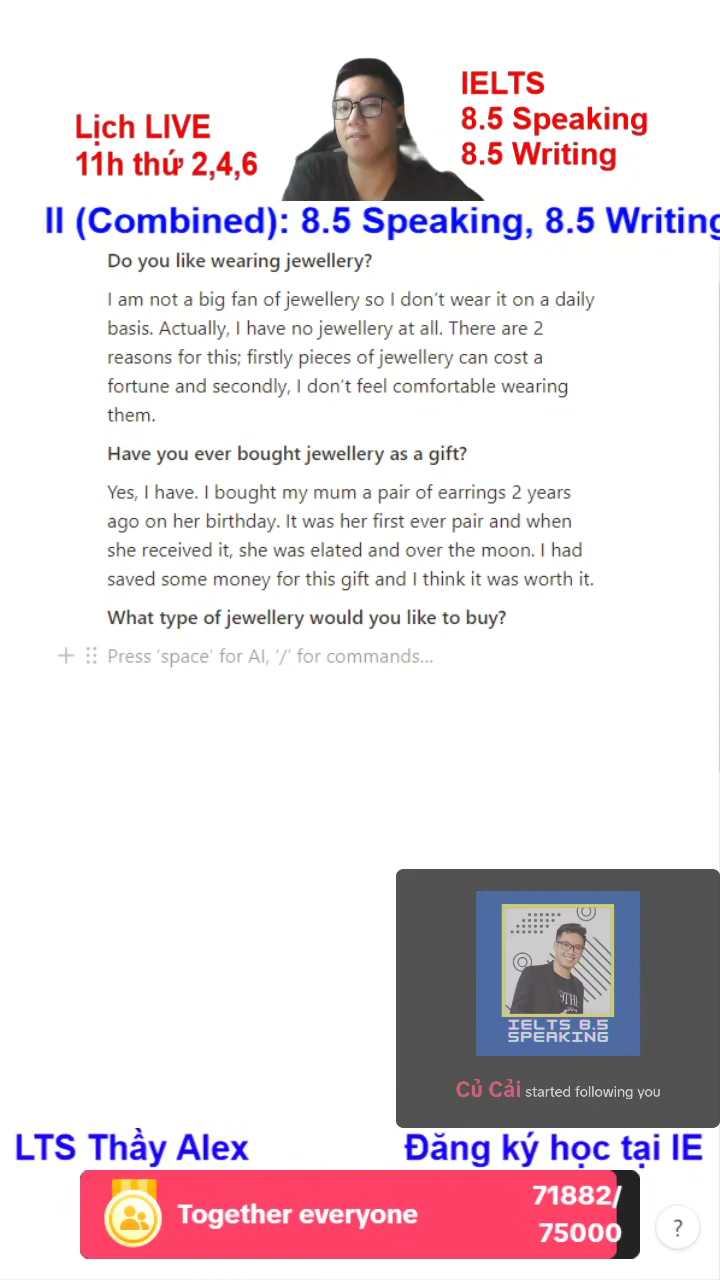 Lịch LIVE
11h thứ 2,4,6
IELTS
8.5 Speaking
8.5 Writing
II (Combined): 8.5 Speaking, 8.5 Writing
Do you like wearing jewellery?
I am not a big fan of jewellery so I don't wear it on a daily
basis. Actually, I have no jewellery at all. There are 2
reasons for this; firstly pieces of jewellery can cost a
fortune and secondly, I don't feel comfortable wearing
them.
Have you ever bought jewellery as a gift?
Yes, I have. I bought my mum a pair of earrings 2 years
ago on her birthday. It was her first ever pair and when
she received it, she was elated and over the moon. I had
saved some money for this gift and I think it was worth it.
What type of jewellery would you like to buy?
Press 'space' for AI, '/' for commands...
IELTS 8.5
SPEAKING
Củ Cải started following you
LTS Thầy Alex
Đăng ký học tại IE
Together everyone
71882/
75000
?